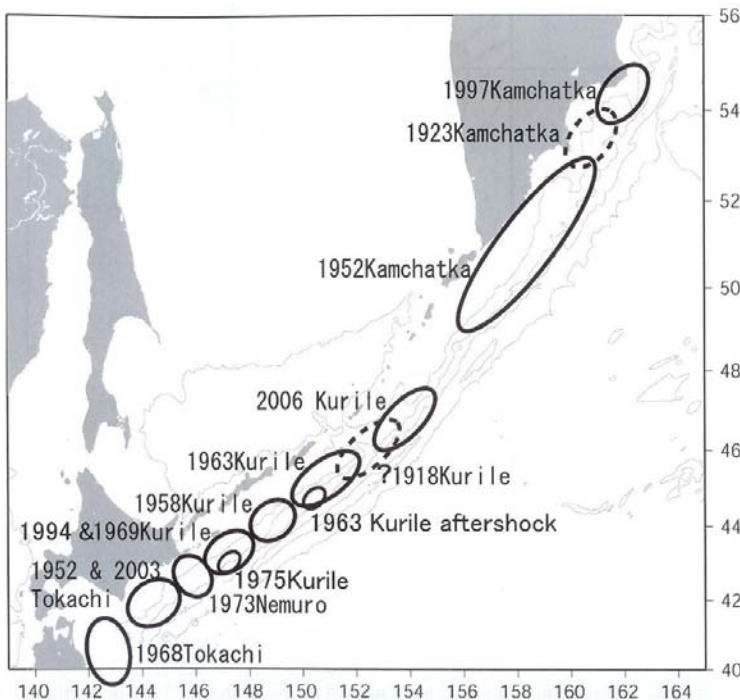 56
1997Kamchatka
54
1923Kamchatka
52
1952Kamchatka
50
48
2006 Kurile
46
1963Kurile
?1918Kurile
1958Kurile
44
1963 Kurile aftershock
1994 &1969Kurile
1952 & 2003
Tokachi
1975Kurile
1973Nemuro
42
1968Tokachi
40
140 142 144 146 148 150 152 154 156 158 160 162 164